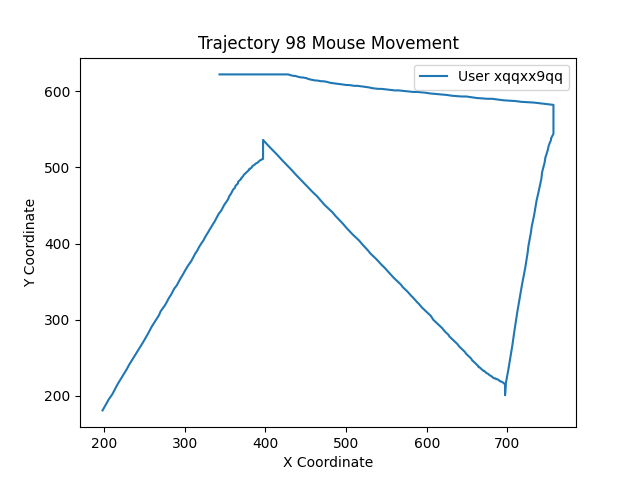 Trajectory 98 Mouse Movement
User xqqxx9qq
Y Coordinate
600
500
400
300
200
200 300 400 500 600 700
X Coordinate